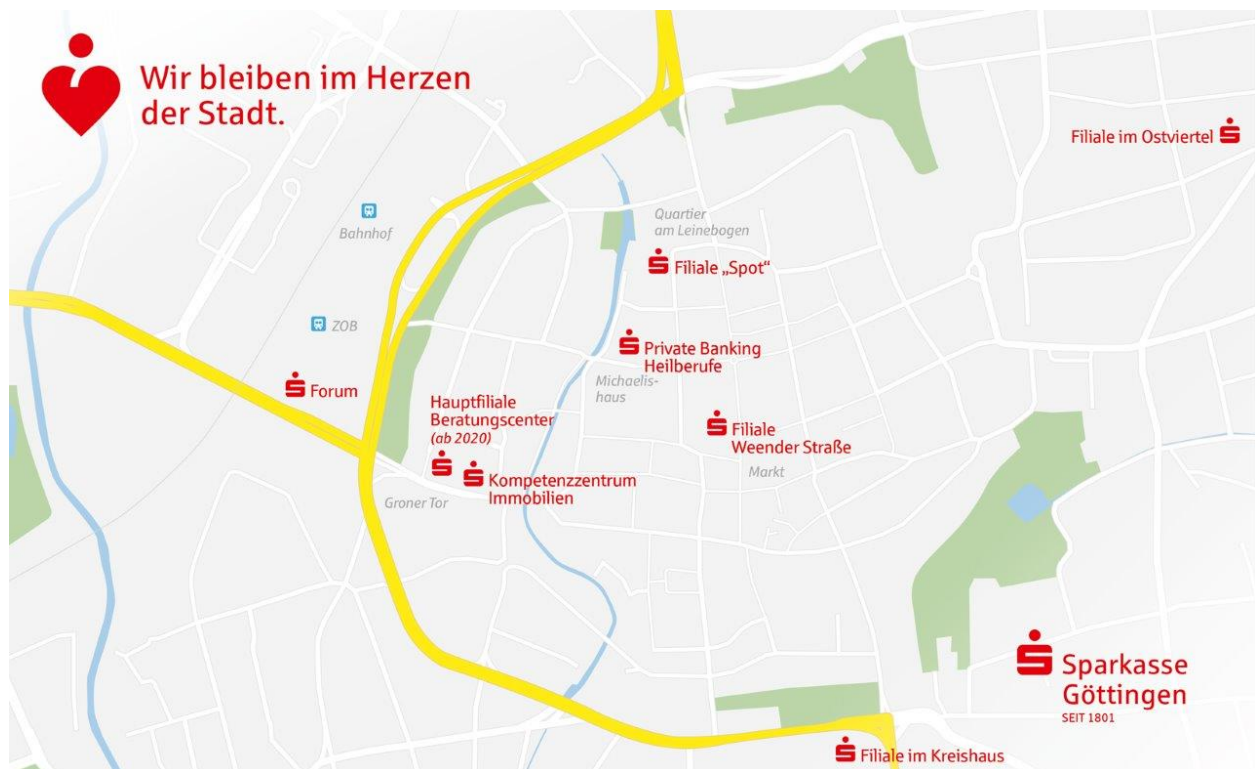 Wir bleiben im Herzen
der Stadt.
Filiale im Ostviertel
Quartier
am Leinebogen
Bahnhof
Filiale „Spot“
ZOB
Private Banking
Heilberufe
Michaelis-
haus
Forum
Hauptfiliale
Beratungscenter
(ab 2020)
Filiale
Weender Straße
Markt
Kompetenzzentrum
Immobilien
Groner Tor
Sparkasse
Göttingen
SEIT 1801
Filiale im Kreishaus